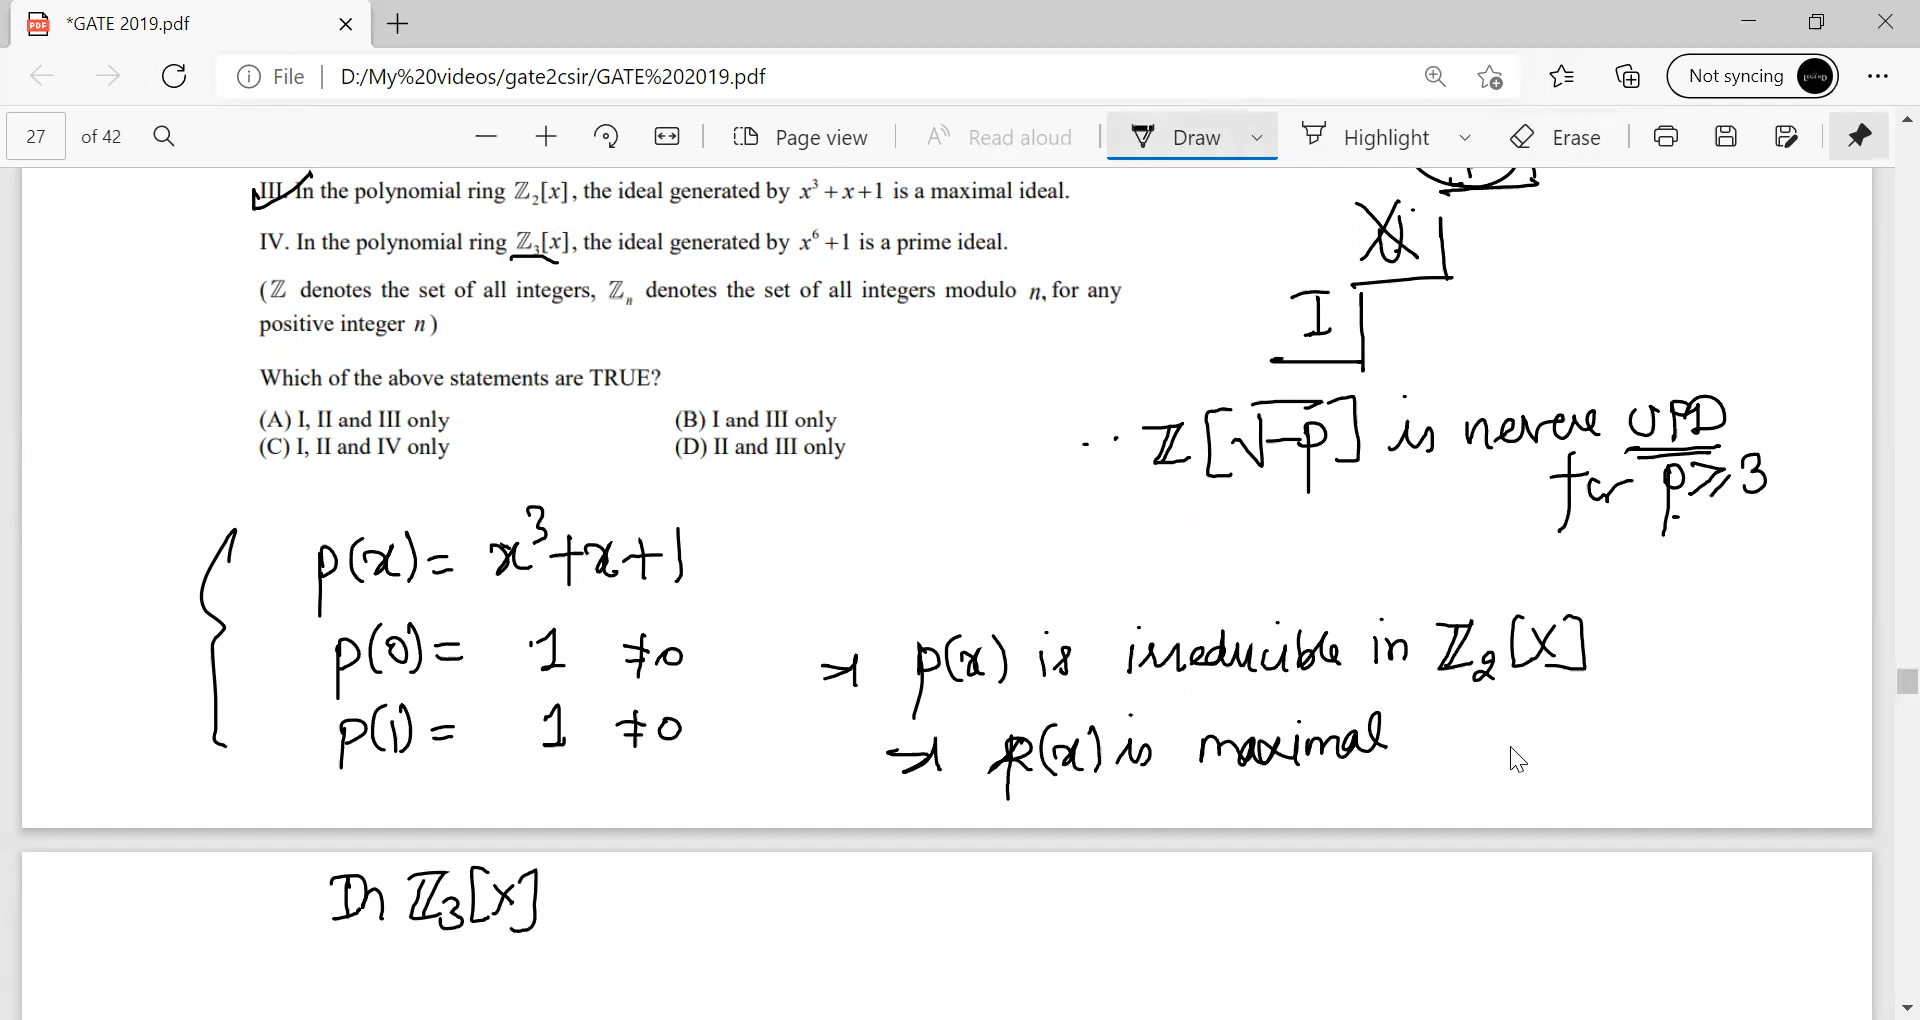 *GATE 2019.pdf
File | D:/My%20videos/gate2csir/GATE%202019.pdf
Not syncing
27 of 42
Page view
Read aloud
Draw
Highlight
Erase
III. In the polynomial ring ℤ₂[x], the ideal generated by x³ + x + 1 is a maximal ideal.
IV. In the polynomial ring ℤ₃[x], the ideal generated by x⁶ + 1 is a prime ideal.
(ℤ denotes the set of all integers, ℤₙ denotes the set of all integers modulo n, for any
positive integer n)
Which of the above statements are TRUE?
(A) I, II and III only
(B) I and III only
(C) I, II and IV only
(D) II and III only
I
ℤ[√-p] is never UFD
for p ≥ 3
p(x) = x³+x+1
p(0) = 1 ≠0
p(1) = 1 ≠0
→ p(x) is irreducible in ℤ₂[X]
→ p(x) is maximal
In ℤ₃[X]